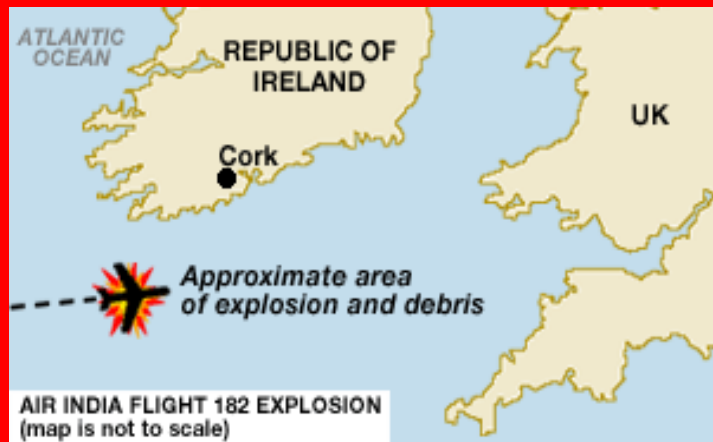 ATLANTIC
OCEAN
REPUBLIC OF
IRELAND
UK
Cork
Approximate area
of explosion and debris
AIR INDIA FLIGHT 182 EXPLOSION
(map is not to scale)